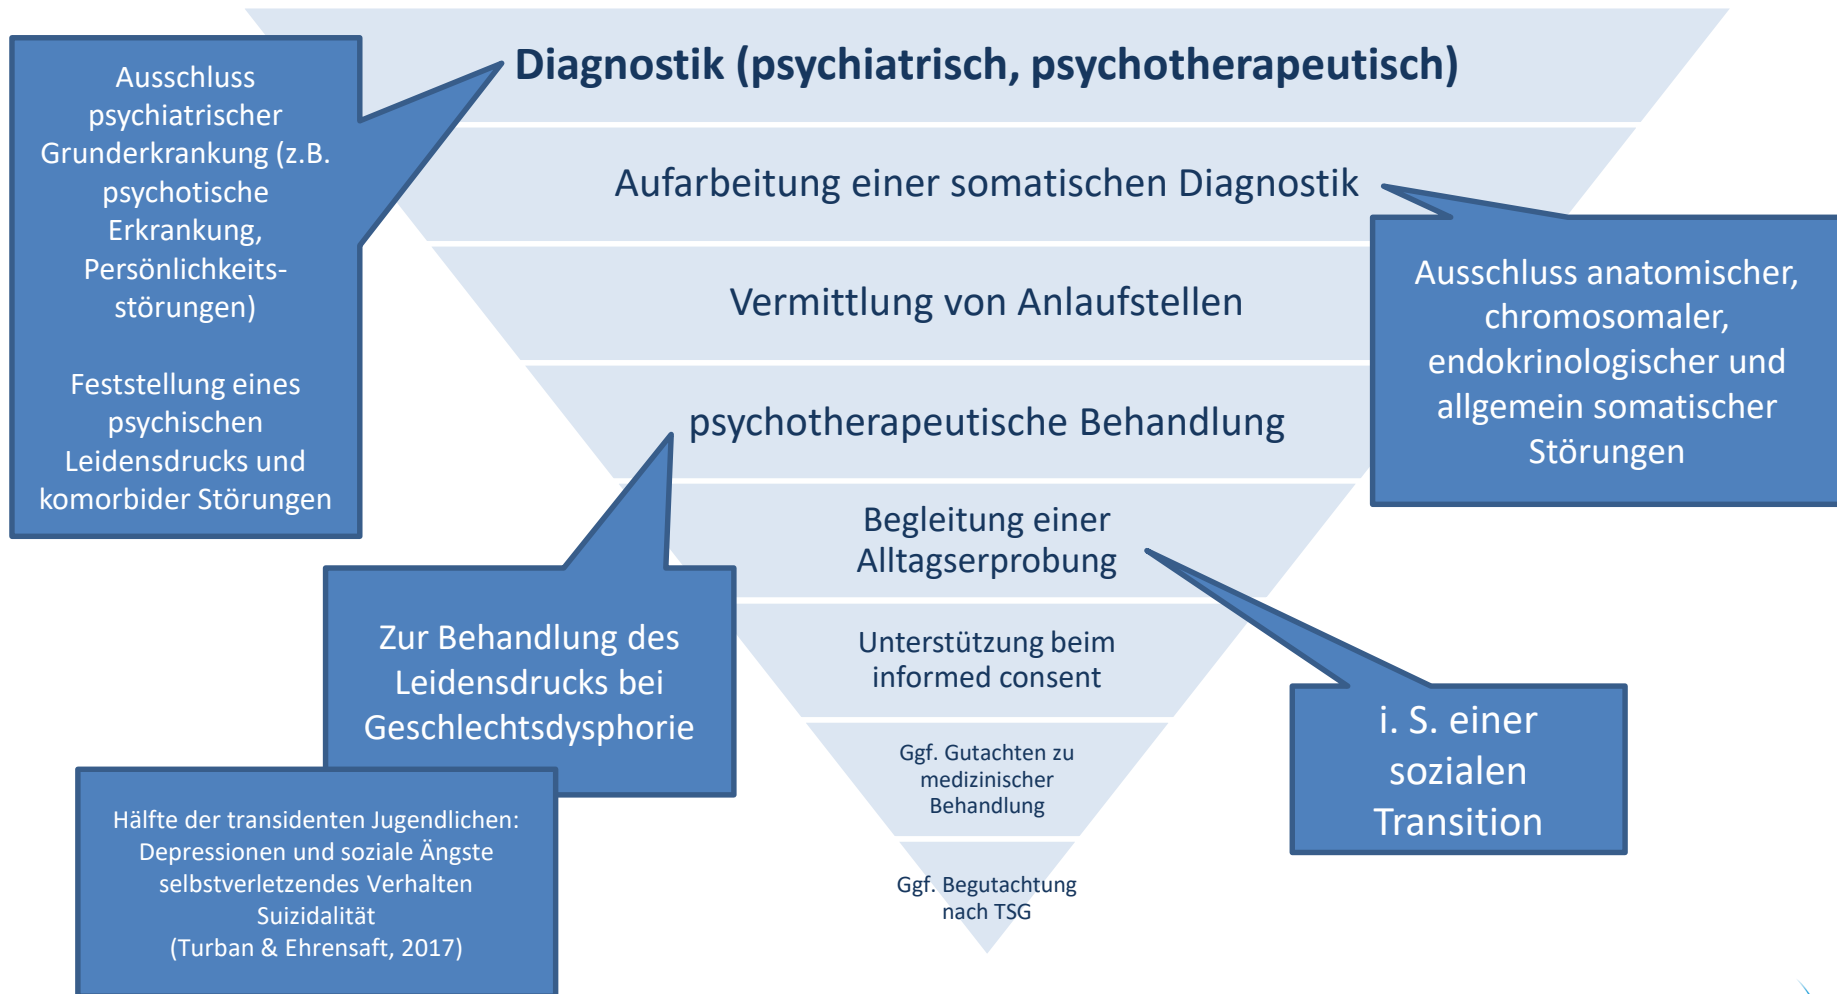 Diagnostik (psychiatrisch, psychotherapeutisch)
Ausschluss
psychiatrischer
Grunderkrankung (z.B.
psychotische
Erkrankung,
Persönlichkeits-
störungen)
Feststellung eines
psychischen
Leidensdrucks und
komorbider Störungen
Aufarbeitung einer somatischen Diagnostik
Ausschluss anatomischer,
chromosomaler,
endokrinologischer und
allgemein somatischer
Störungen
Vermittlung von Anlaufstellen
psychotherapeutische Behandlung
Zur Behandlung des
Leidensdrucks bei
Geschlechtsdysphorie
Hälfte der transidenten Jugendlichen:
Depressionen und soziale Ängste
selbstverletzendes Verhalten
Suizidalität
(Turban & Ehrensaft, 2017)
Begleitung einer
Alltagserprobung
i. S. einer
sozialen
Transition
Unterstützung beim
informed consent
Ggf. Gutachten zu
medizinischer
Behandlung
Ggf. Begutachtung
nach TSG